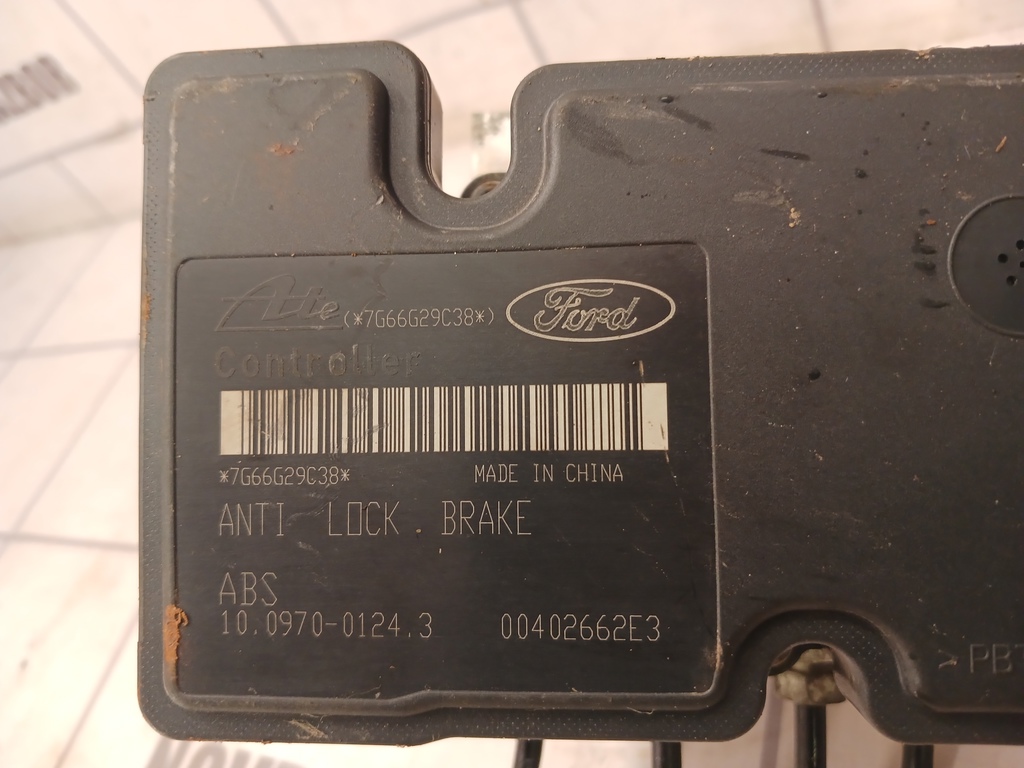 Ate (*7G66G29C38*) Ford
Controller
*7G66G29C38* MADE IN CHINA
ANTI LOCK BRAKE
ABS
10.0970-0124.3 00402662E3
>PBT